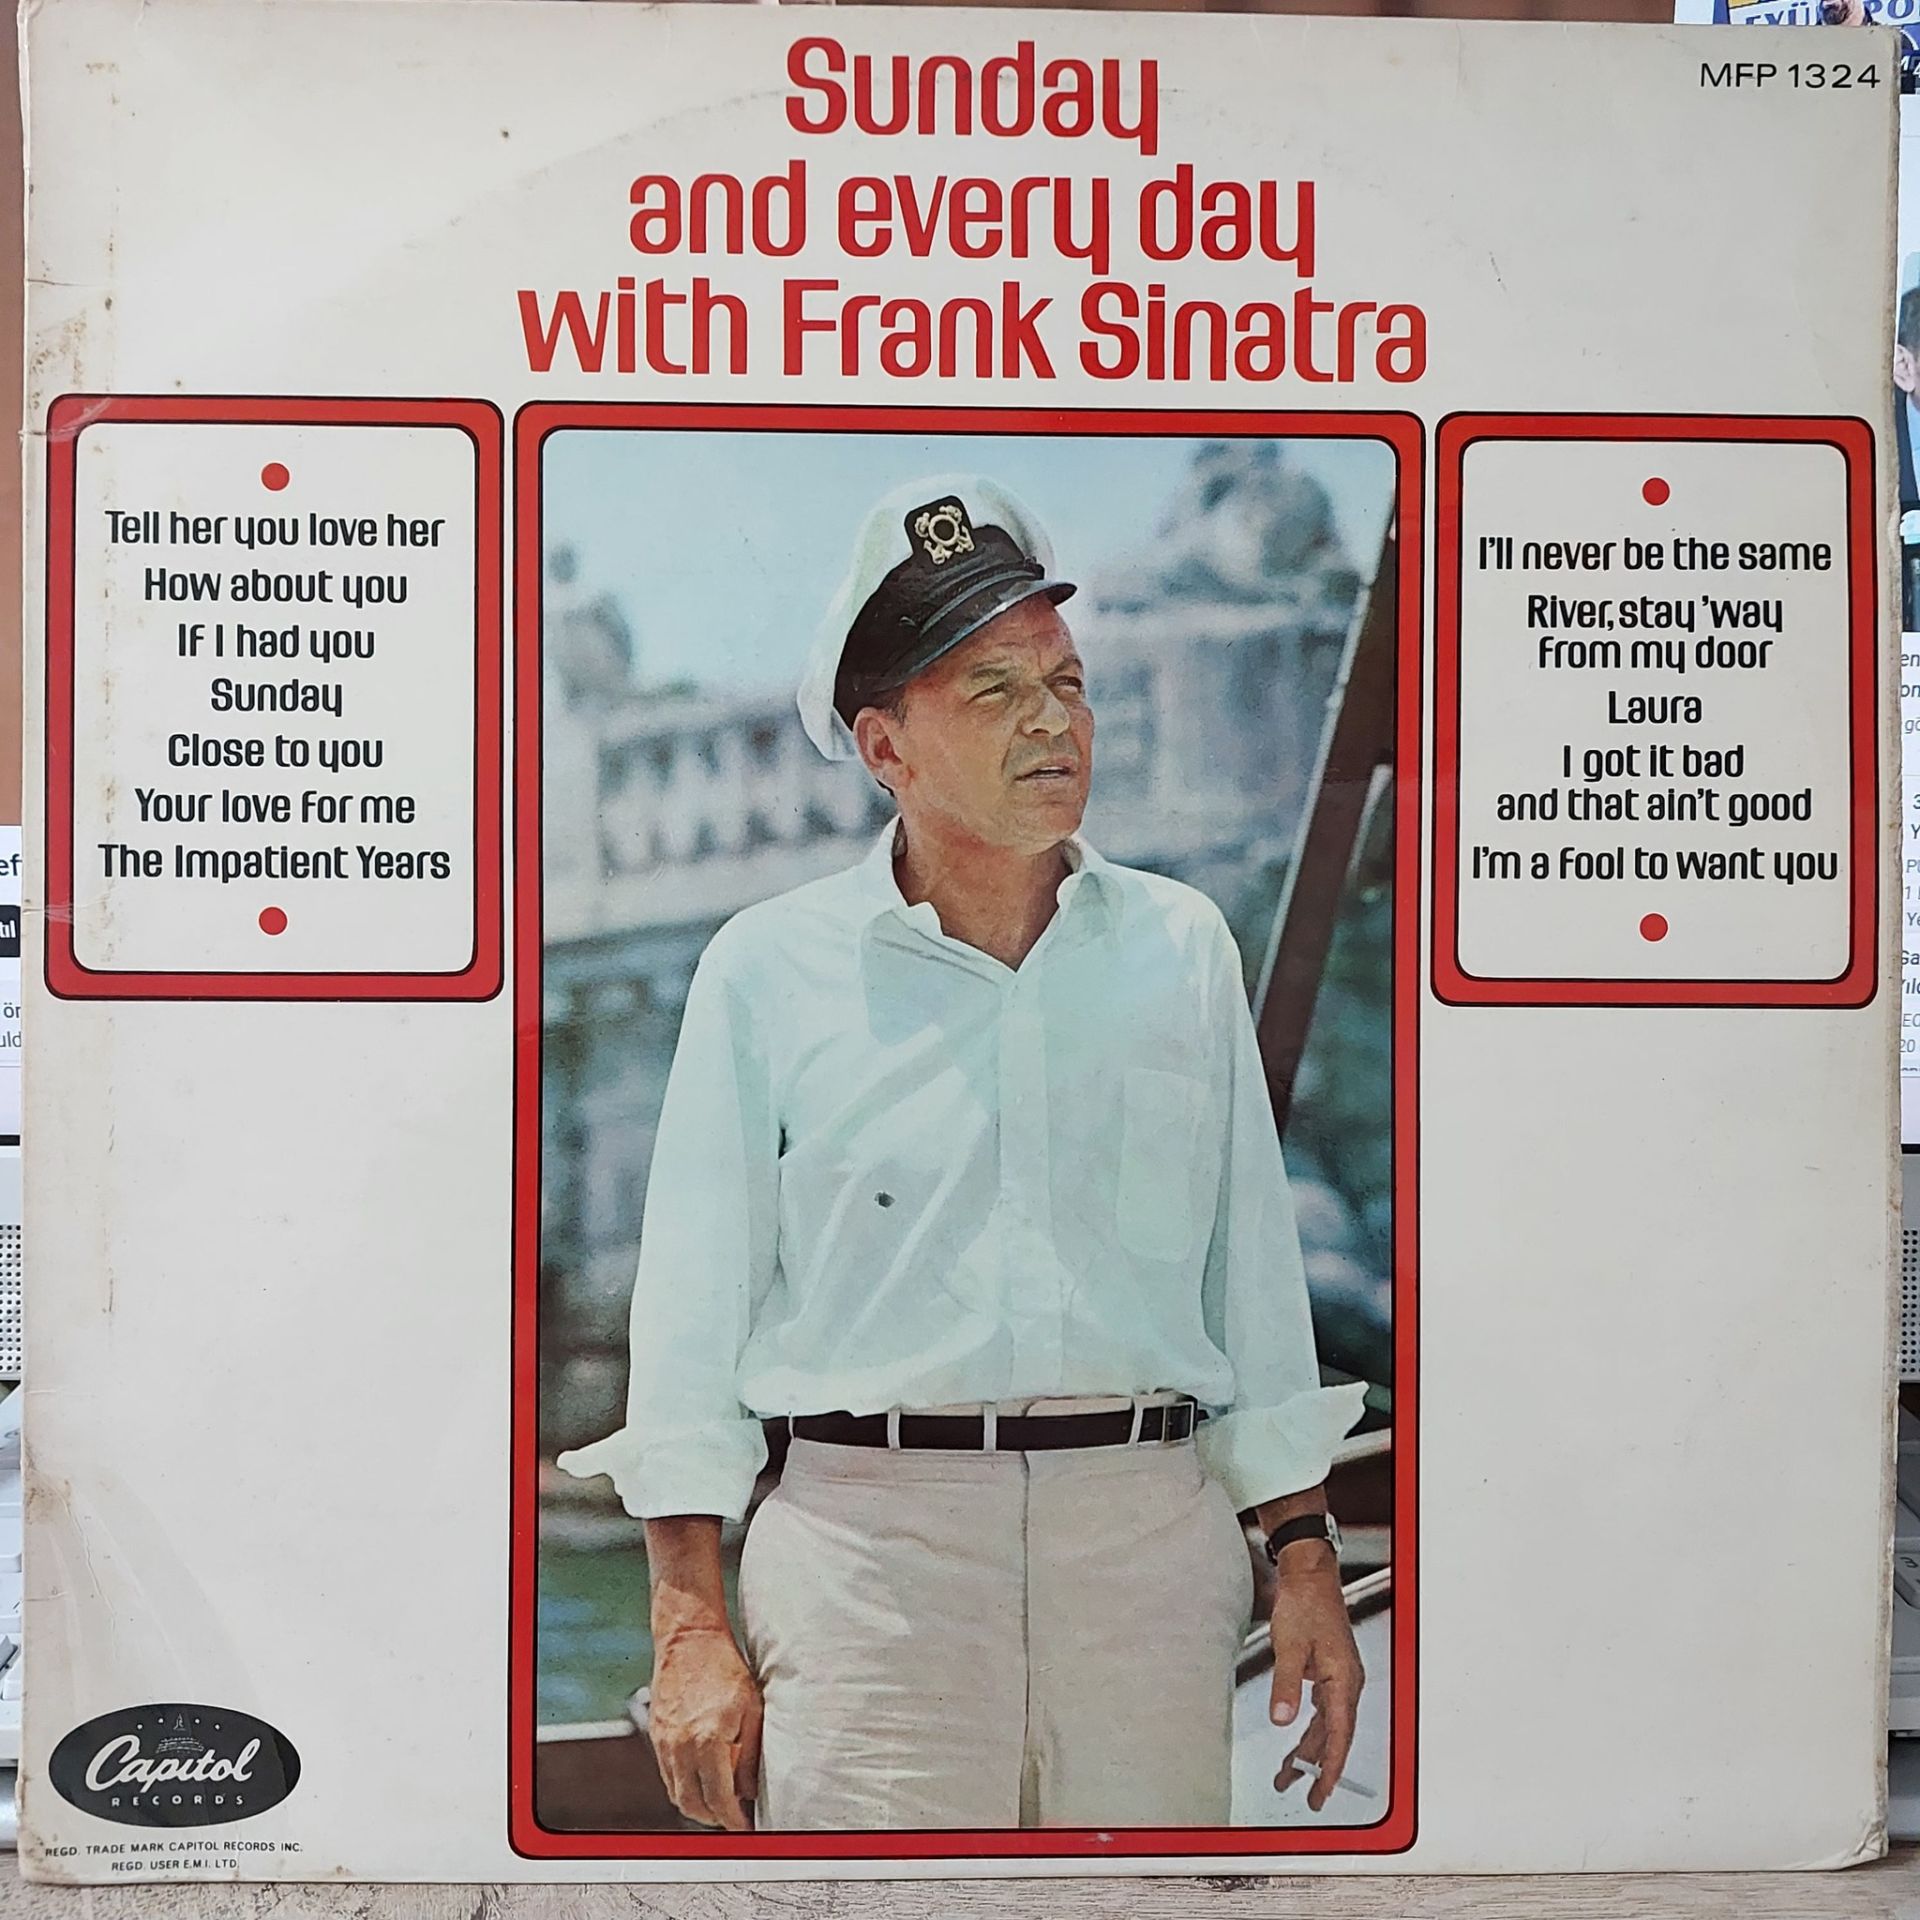 MFP 1324
Sunday
and every day
with Frank Sinatra
Tell her you love her
How about you
If I had you
Sunday
Close to you
Your love for me
The Impatient Years
I'll never be the same
River, stay 'way
from my door
Laura
I got it bad
and that ain't good
I'm a fool to want you
Capitol
RECORDS
REGD. TRADE MARK CAPITOL RECORDS INC.
REGD. USER E.M.I. LTD.